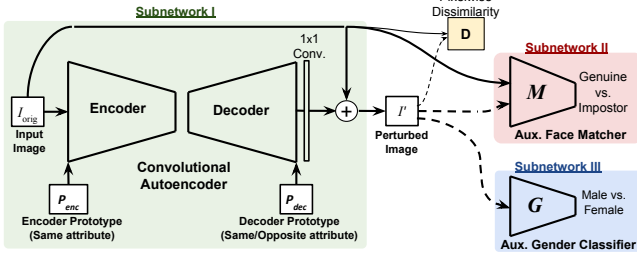 Dissimilarity
Subnetwork I
D
1x1
Conv.
Subnetwork II
Encoder
Decoder
M
Genuine
vs.
Impostor
I_orig
+
I'
Input
Image
Perturbed
Image
Aux. Face Matcher
Convolutional
Autoencoder
Subnetwork III
P_enc
P_dec
G
Male vs.
Female
Encoder Prototype
(Same attribute)
Decoder Prototype
(Same/Opposite attribute)
Aux. Gender Classifier